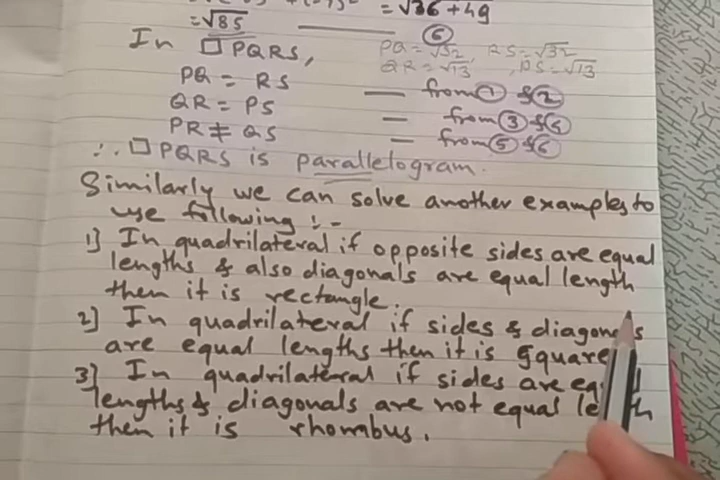 = √36 + 49
= √85 ——— ⑥
In □ PQRS,
PQ = √32, RS = √32
QR = √13, PS = √13
PQ = RS — from ① & ②
QR = PS — from ③ & ④
PR ≠ QS — from ⑤ & ⑥
∴ □ PQRS is parallelogram.
Similarly we can solve another examples to
use following :-
1] In quadrilateral if opposite sides are equal
lengths & also diagonals are equal length
then it is rectangle.
2] In quadrilateral if sides & diagonals
are equal lengths then it is square
3] In quadrilateral if sides are equal
lengths & diagonals are not equal length
then it is rhombus.